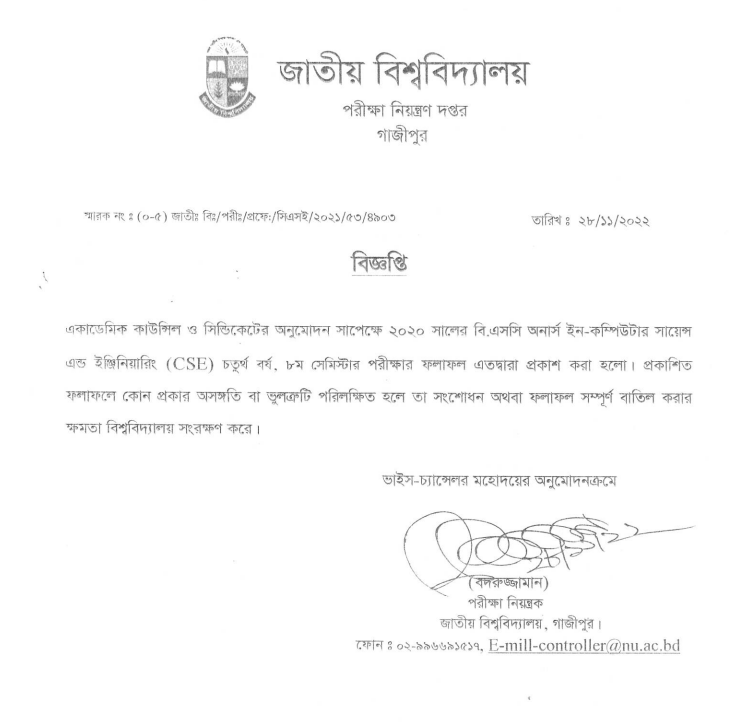 জাতীয় বিশ্ববিদ্যালয়
পরীক্ষা নিয়ন্ত্রণ দপ্তর
গাজীপুর
স্মারক নং ঃ (০-৫) জাতীঃ বিঃ/পরীঃ/প্রফে:/সিএসই/২০২১/৫৩/৪৯০৩ তারিখ ঃ ২৮/১১/২০২২
বিজ্ঞপ্তি
একাডেমিক কাউন্সিল ও সিন্ডিকেটের অনুমোদন সাপেক্ষে ২০২০ সালের বি.এসসি অনার্স ইন-কম্পিউটার সায়েন্স
এন্ড ইঞ্জিনিয়ারিং (CSE) চতুর্থ বর্ষ, ৮ম সেমিস্টার পরীক্ষার ফলাফল এতদ্বারা প্রকাশ করা হলো। প্রকাশিত
ফলাফলে কোন প্রকার অসঙ্গতি বা ভুলত্রুটি পরিলক্ষিত হলে তা সংশোধন অথবা ফলাফল সম্পূর্ণ বাতিল করার
ক্ষমতা বিশ্ববিদ্যালয় সংরক্ষণ করে।
ভাইস-চ্যান্সেলর মহোদয়ের অনুমোদনক্রমে
(বদরুজ্জামান)
পরীক্ষা নিয়ন্ত্রক
জাতীয় বিশ্ববিদ্যালয়, গাজীপুর।
ফোন ঃ ০২-৯৯৬৬৯১৫১৭, E-mill-controller@nu.ac.bd